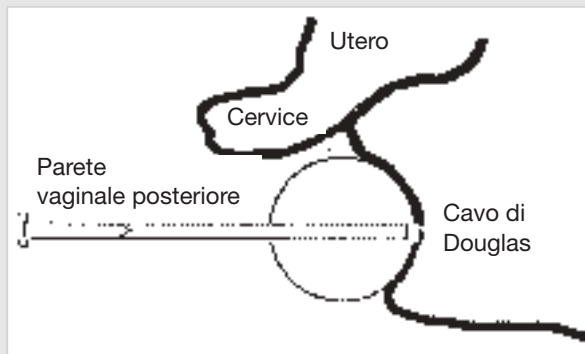 Utero
Cervice
Parete
vaginale posteriore
Cavo di
Douglas